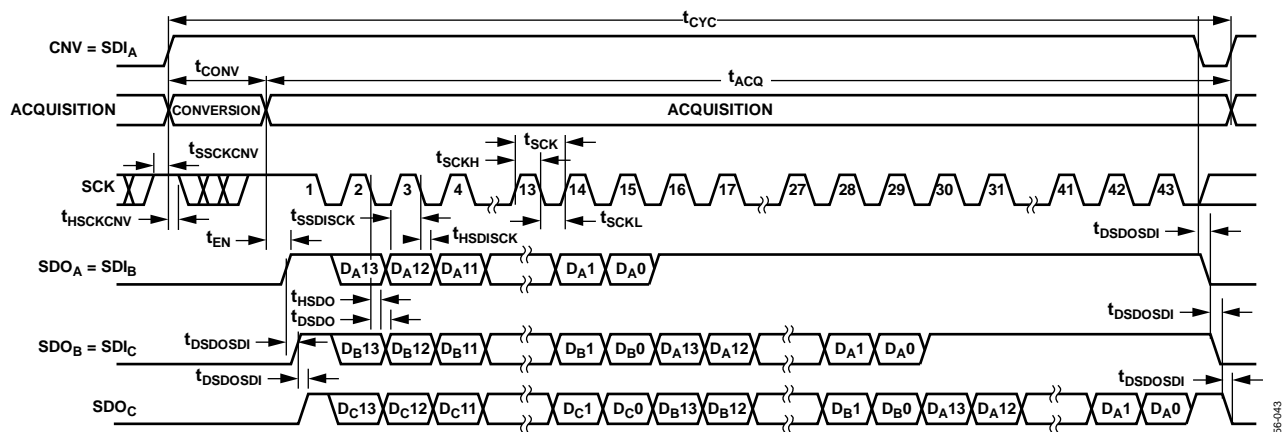 tCYC
CNV = SDIA
tCONV
tACQ
ACQUISITION
CONVERSION
ACQUISITION
tSSCKCNV
tSCK
tSCKH
SCK
1 2 3 4 13 14 15 16 17 27 28 29 30 31 41 42 43
tHSCKCNV
tSSDISCK
tSCKL
tEN
tHSDISCK
tDSDOSDI
SDOA = SDIB
DA13 DA12 DA11 DA1 DA0
tHSDO
tDSDO
tDSDOSDI
tDSDOSDI
SDOB = SDIC
DB13 DB12 DB11 DB1 DB0 DA13 DA12 DA1 DA0
tDSDOSDI
tDSDOSDI
SDOC
DC13 DC12 DC11 DC1 DC0 DB13 DB12 DB1 DB0 DA13 DA12 DA1 DA0